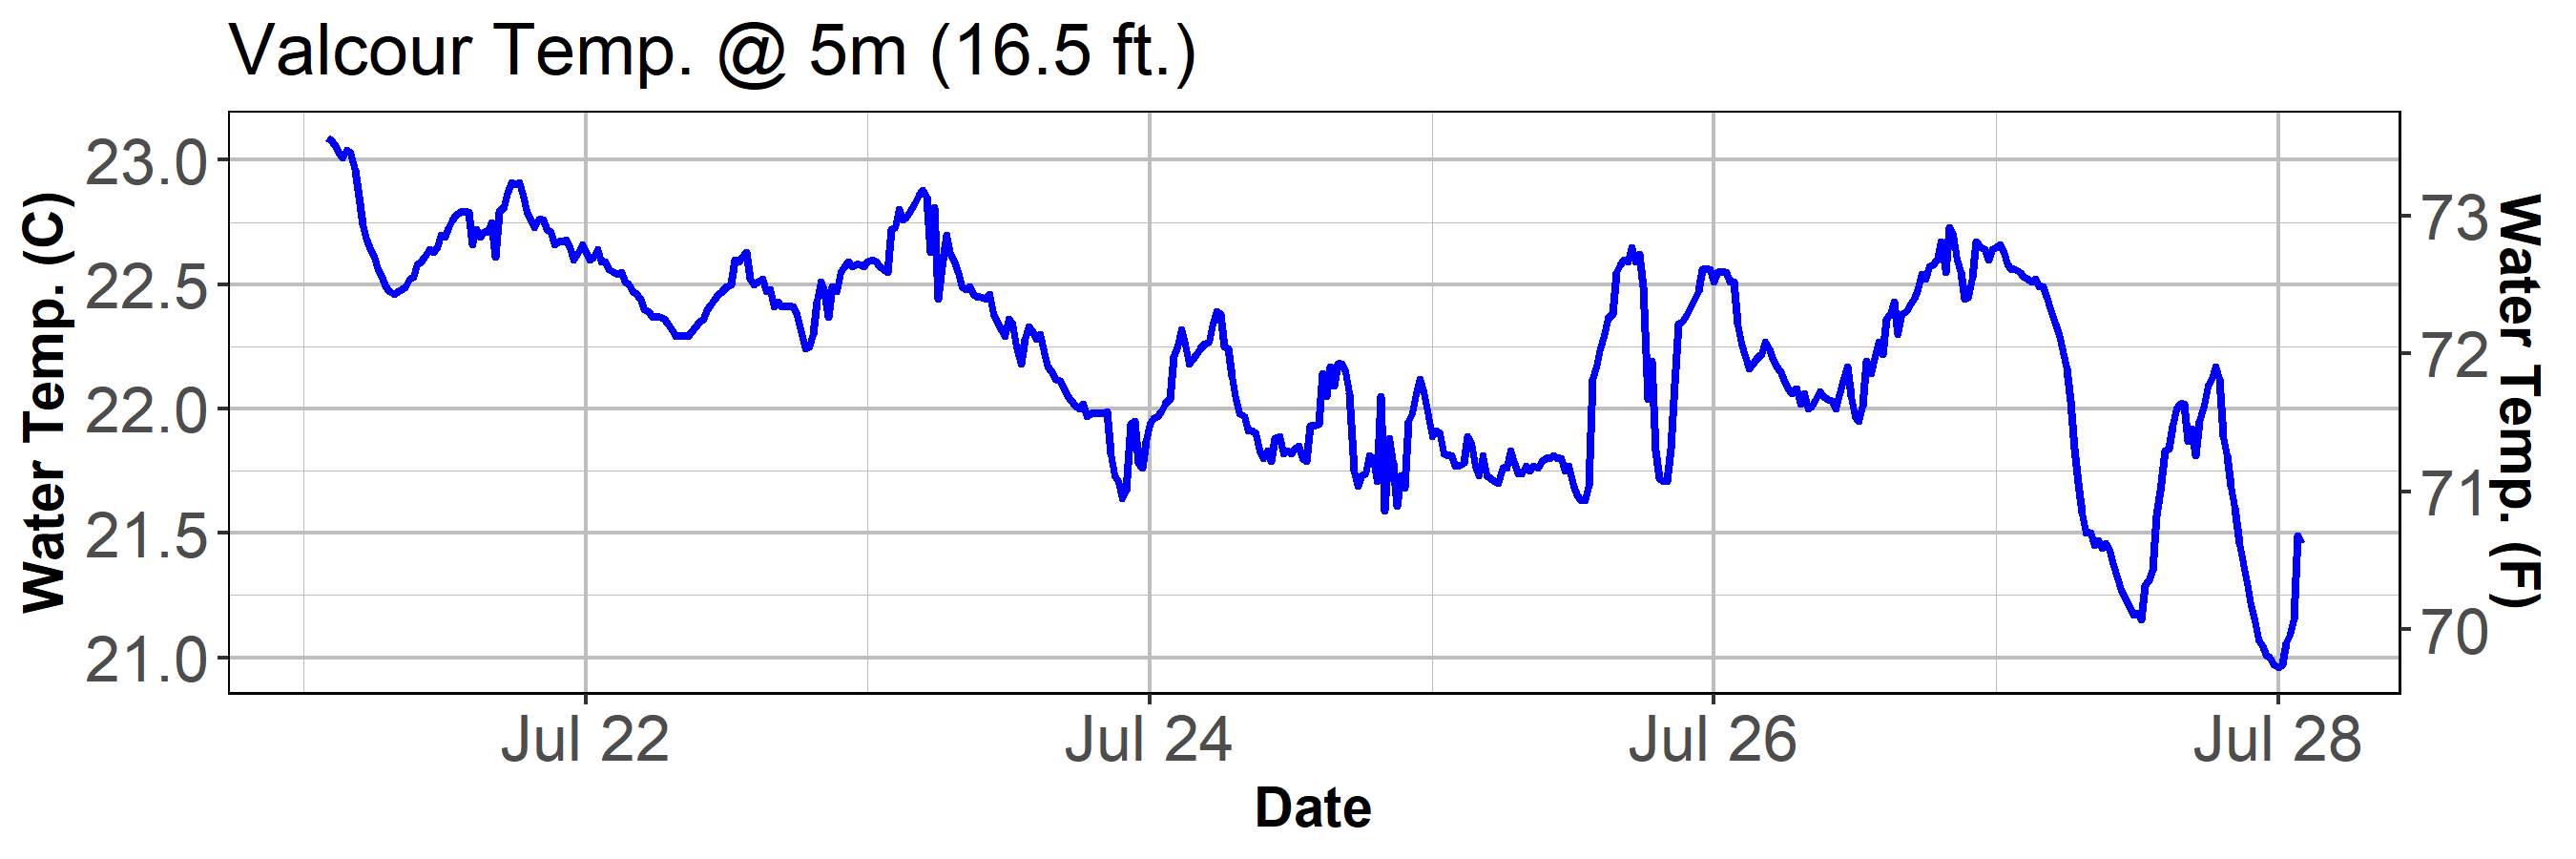 Valcour Temp. @ 5m (16.5 ft.)
Water Temp. (C)
23.0
22.5
22.0
21.5
21.0
73
72
71
70
Water Temp. (F)
Jul 22 Jul 24 Jul 26 Jul 28
Date